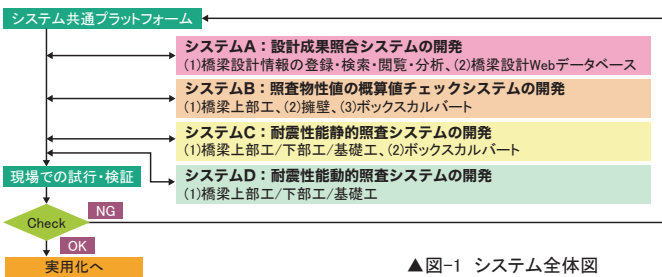 システム共通プラットフォーム
システムA：設計成果照合システムの開発
(1)橋梁設計情報の登録・検索・閲覧・分析、(2)橋梁設計Webデータベース
システムB：照査物性値の概算値チェックシステムの開発
(1)橋梁上部工、(2)擁壁、(3)ボックスカルバート
システムC：耐震性能静的照査システムの開発
(1)橋梁上部工/下部工/基礎工、(2)ボックスカルバート
現場での試行・検証
システムD：耐震性能動的照査システムの開発
(1)橋梁上部工/下部工/基礎工
NG
Check
OK
実用化へ
▲図-1 システム全体図